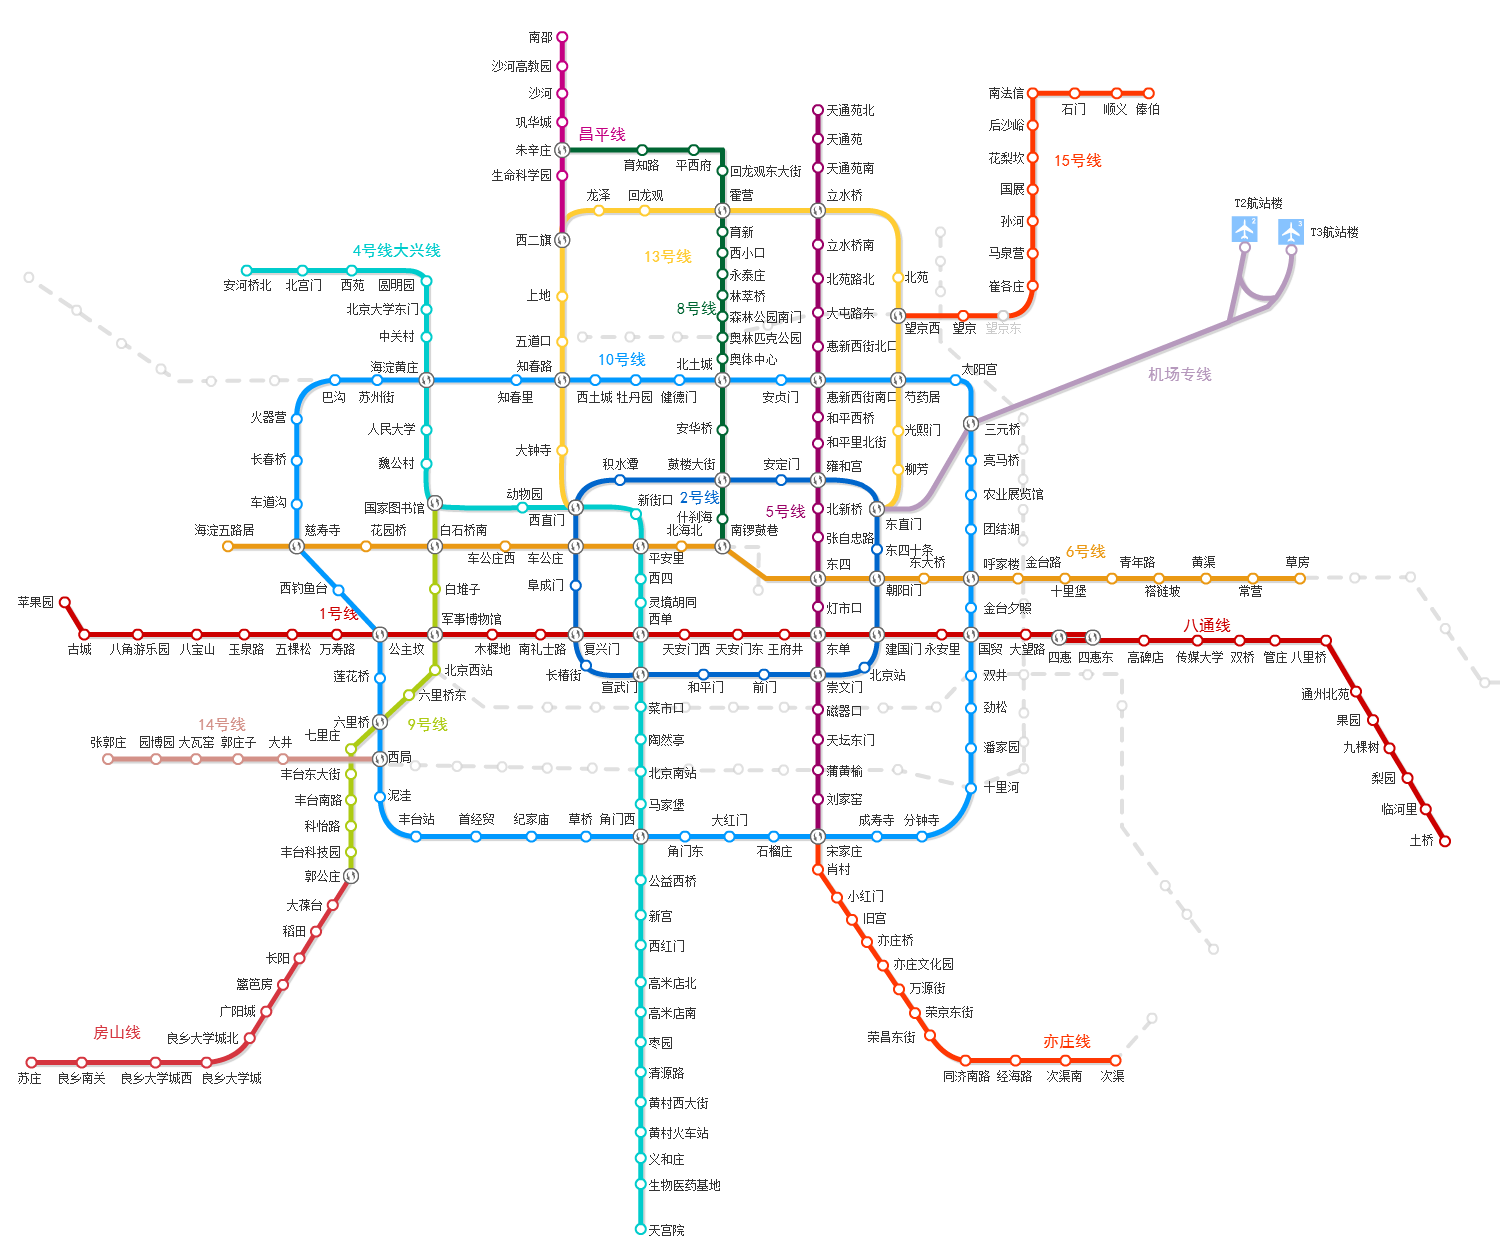 南邵
沙河高教园
沙河
巩华城
朱辛庄
生命科学园
昌平线
育知路
平西府
回龙观东大街
天通苑北
天通苑
天通苑南
南法信
石门
顺义
俸伯
后沙峪
花梨坎
国展
孙河
马泉营
崔各庄
15号线
T2航站楼
T3航站楼
2
3
龙泽
回龙观
霍营
立水桥
西二旗
育新
西小口
永泰庄
林萃桥
森林公园南门
奥林匹克公园
奥体中心
立水桥南
北苑路北
大屯路东
惠新西街北口
北苑
望京西
望京
望京东
4号线大兴线
13号线
8号线
10号线
机场专线
安河桥北
北宫门
西苑
圆明园
北京大学东门
中关村
海淀黄庄
上地
五道口
知春路
北土城
太阳宫
巴沟
苏州街
知春里
西土城
牡丹园
健德门
安贞门
惠新西街南口
芍药居
火器营
人民大学
大钟寺
安华桥
和平西桥
和平里北街
光熙门
三元桥
长春桥
魏公村
积水潭
鼓楼大街
安定门
雍和宫
柳芳
亮马桥
车道沟
国家图书馆
动物园
西直门
新街口
2号线
什刹海
5号线
北新桥
东直门
农业展览馆
海淀五路居
慈寿寺
花园桥
白石桥南
车公庄西
车公庄
平安里
北海北
南锣鼓巷
张自忠路
东四十条
团结湖
6号线
西钓鱼台
白堆子
阜成门
西四
灵境胡同
东四
朝阳门
东大桥
呼家楼
金台路
十里堡
青年路
褡裢坡
黄渠
常营
草房
苹果园
1号线
军事博物馆
西单
灯市口
金台夕照
八通线
古城
八角游乐园
八宝山
玉泉路
五棵松
万寿路
公主坟
木樨地
南礼士路
复兴门
天安门西
天安门东
王府井
东单
建国门
永安里
国贸
大望路
四惠
四惠东
高碑店
传媒大学
双桥
管庄
八里桥
莲花桥
北京西站
长椿街
宣武门
和平门
前门
崇文门
北京站
双井
通州北苑
六里桥东
六里桥
9号线
菜市口
磁器口
劲松
果园
14号线
七里庄
张郭庄
园博园
大瓦窑
郭庄子
大井
西局
陶然亭
天坛东门
潘家园
九棵树
丰台东大街
北京南站
蒲黄榆
十里河
梨园
丰台南路
泥洼
马家堡
刘家窑
临河里
科怡路
丰台站
首经贸
纪家庙
草桥
角门西
大红门
成寿寺
分钟寺
土桥
丰台科技园
角门东
石榴庄
宋家庄
郭公庄
公益西桥
肖村
大葆台
新宫
小红门
稻田
西红门
旧宫
长阳
亦庄桥
篱笆房
高米店北
亦庄文化园
广阳城
高米店南
万源街
房山线
良乡大学城北
枣园
荣京东街
荣昌东街
亦庄线
苏庄
良乡南关
良乡大学城西
良乡大学城
清源路
同济南路
经海路
次渠南
次渠
黄村西大街
黄村火车站
义和庄
生物医药基地
天宫院